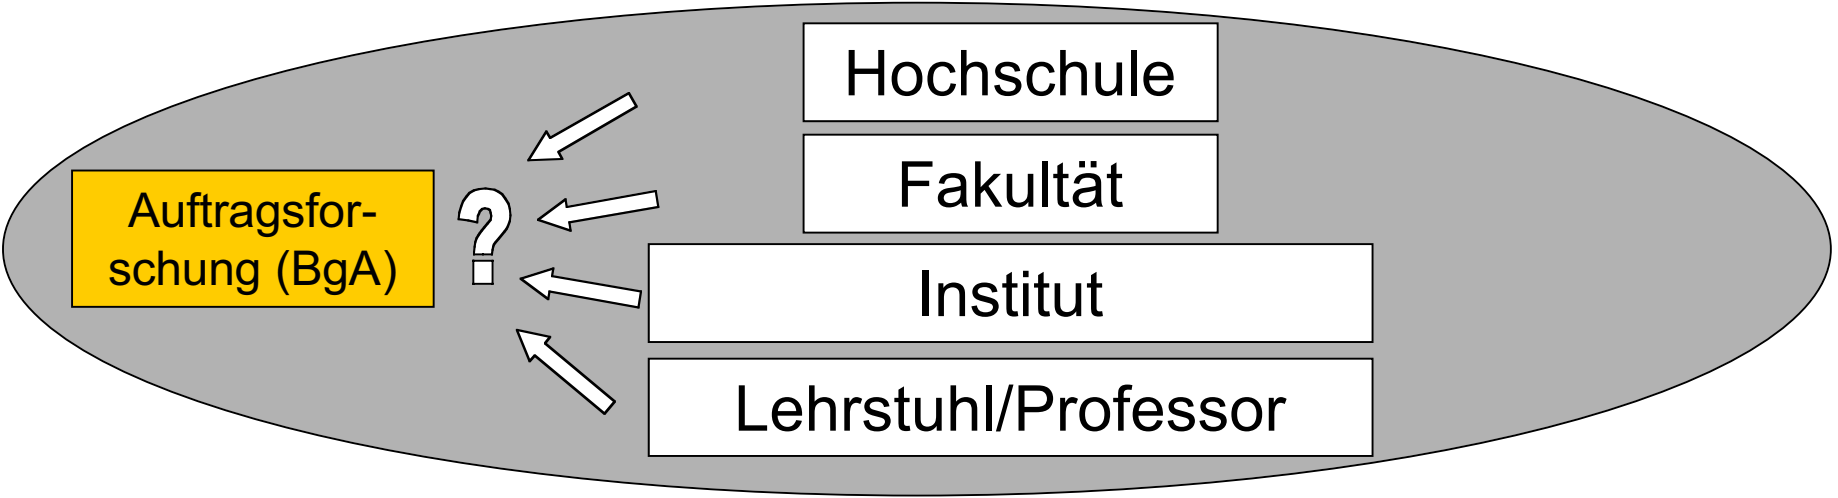 Hochschule
Fakultät
Auftragsfor-
schung (BgA)
?
Institut
Lehrstuhl/Professor